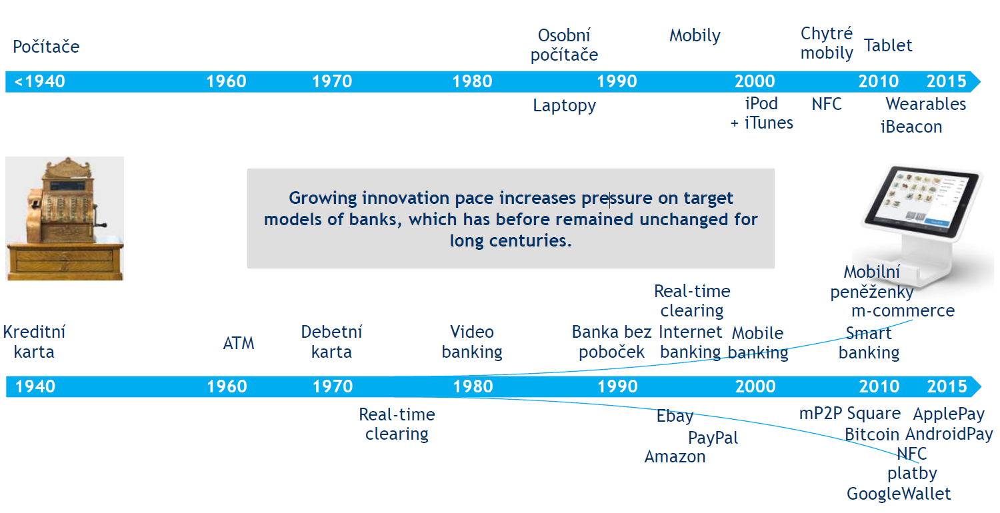 Počítače
Osobní
počítače
Mobily
Chytré
mobily
Tablet
<1940 1960 1970 1980 1990 2000 2010 2015
Laptopy
iPod
+ iTunes
NFC
Wearables
iBeacon
Growing innovation pace increases pressure on target
models of banks, which has before remained unchanged for
long centuries.
Kreditní
karta
ATM
Debetní
karta
Video
banking
Banka bez
poboček
Real-time
clearing
Internet
banking
Mobile
banking
Mobilní
peněženky
m-commerce
Smart
banking
1940 1960 1970 1980 1990 2000 2010 2015
Real-time
clearing
Ebay
PayPal
Amazon
mP2P Square
Bitcoin
ApplePay
AndroidPay
NFC
platby
GoogleWallet